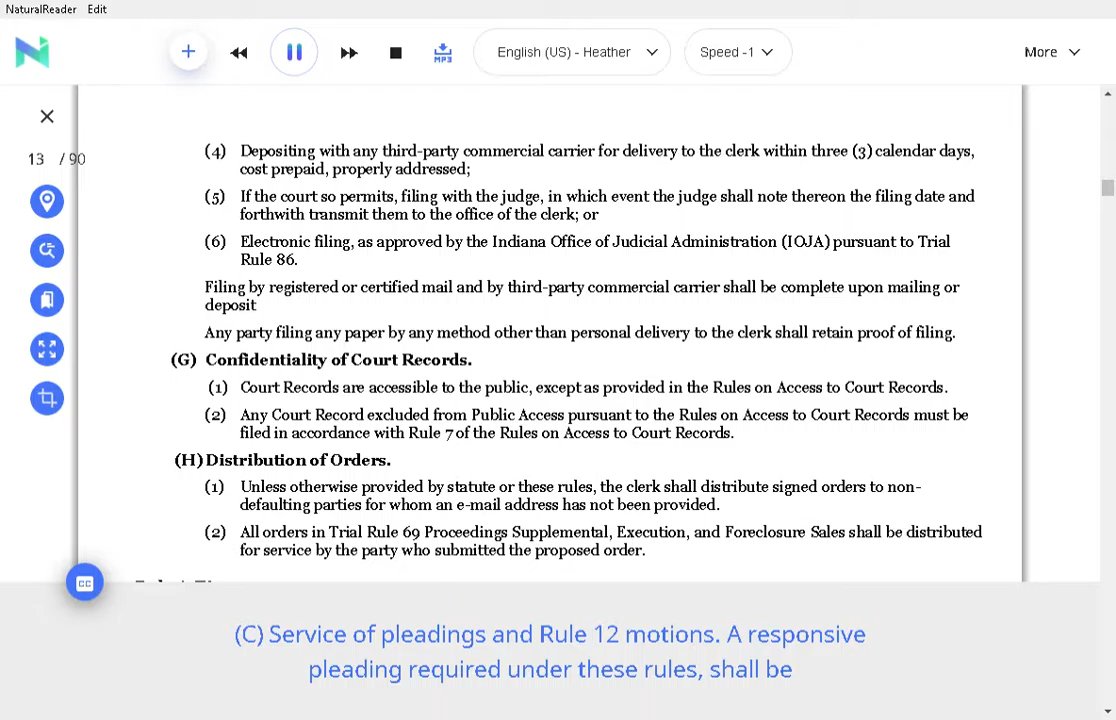 NaturalReader Edit
English (US) - Heather
Speed -1
More
MP3
13 / 90
(4) Depositing with any third-party commercial carrier for delivery to the clerk within three (3) calendar days,
cost prepaid, properly addressed;
(5) If the court so permits, filing with the judge, in which event the judge shall note thereon the filing date and
forthwith transmit them to the office of the clerk; or
(6) Electronic filing, as approved by the Indiana Office of Judicial Administration (IOJA) pursuant to Trial
Rule 86.
Filing by registered or certified mail and by third-party commercial carrier shall be complete upon mailing or
deposit
Any party filing any paper by any method other than personal delivery to the clerk shall retain proof of filing.
(G) Confidentiality of Court Records.
(1) Court Records are accessible to the public, except as provided in the Rules on Access to Court Records.
(2) Any Court Record excluded from Public Access pursuant to the Rules on Access to Court Records must be
filed in accordance with Rule 7 of the Rules on Access to Court Records.
(H) Distribution of Orders.
(1) Unless otherwise provided by statute or these rules, the clerk shall distribute signed orders to non-
defaulting parties for whom an e-mail address has not been provided.
(2) All orders in Trial Rule 69 Proceedings Supplemental, Execution, and Foreclosure Sales shall be distributed
for service by the party who submitted the proposed order.
CC
(C) Service of pleadings and Rule 12 motions. A responsive
pleading required under these rules, shall be